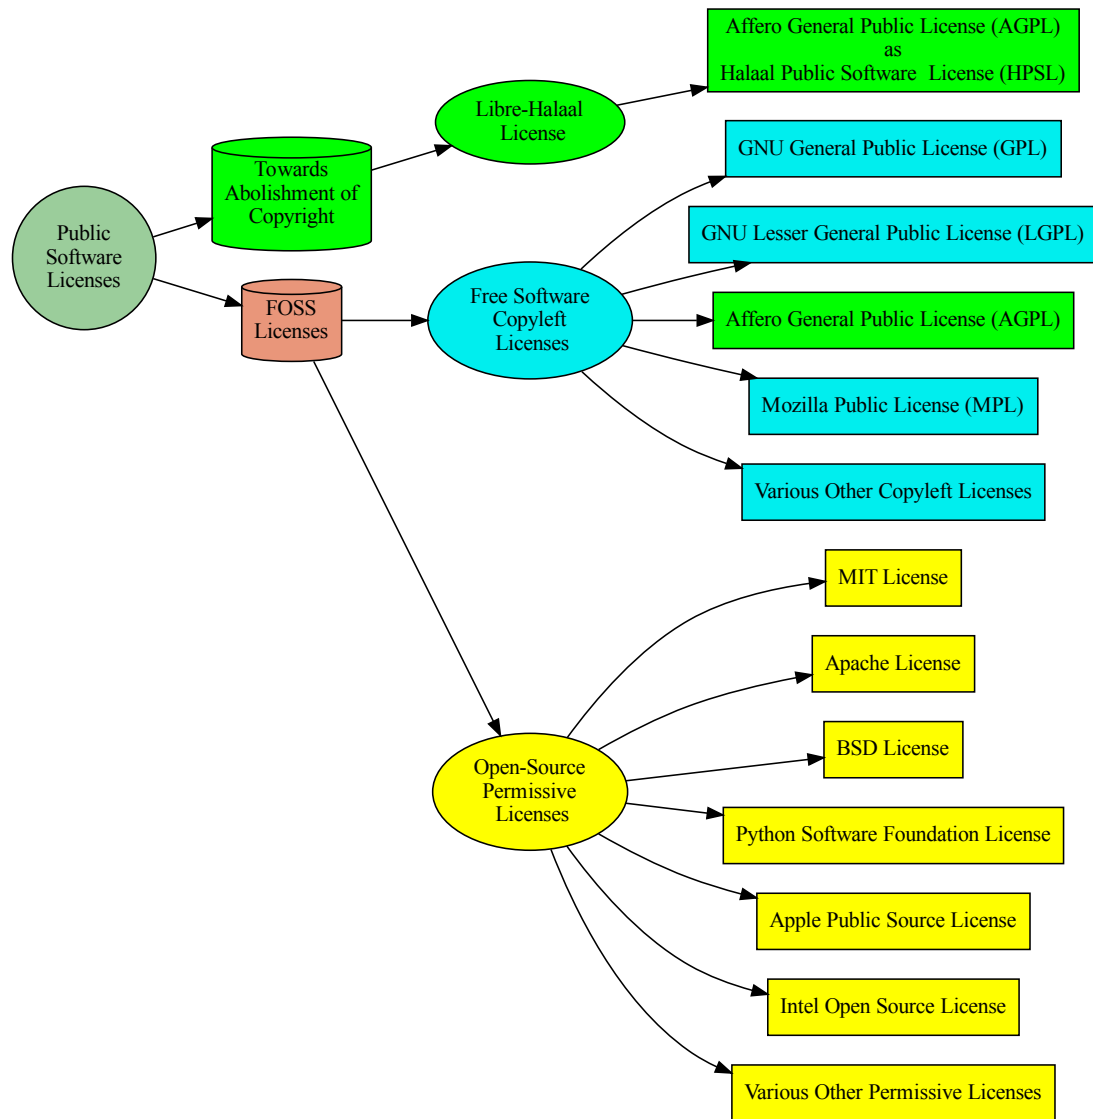 Public
Software
Licenses
Towards
Abolishment of
Copyright
FOSS
Licenses
Libre-Halaal
License
Free Software
Copyleft
Licenses
Open-Source
Permissive
Licenses
Affero General Public License (AGPL)
as
Halaal Public Software  License (HPSL)
GNU General Public License (GPL)
GNU Lesser General Public License (LGPL)
Affero General Public License (AGPL)
Mozilla Public License (MPL)
Various Other Copyleft Licenses
MIT License
Apache License
BSD License
Python Software Foundation License
Apple Public Source License
Intel Open Source License
Various Other Permissive Licenses